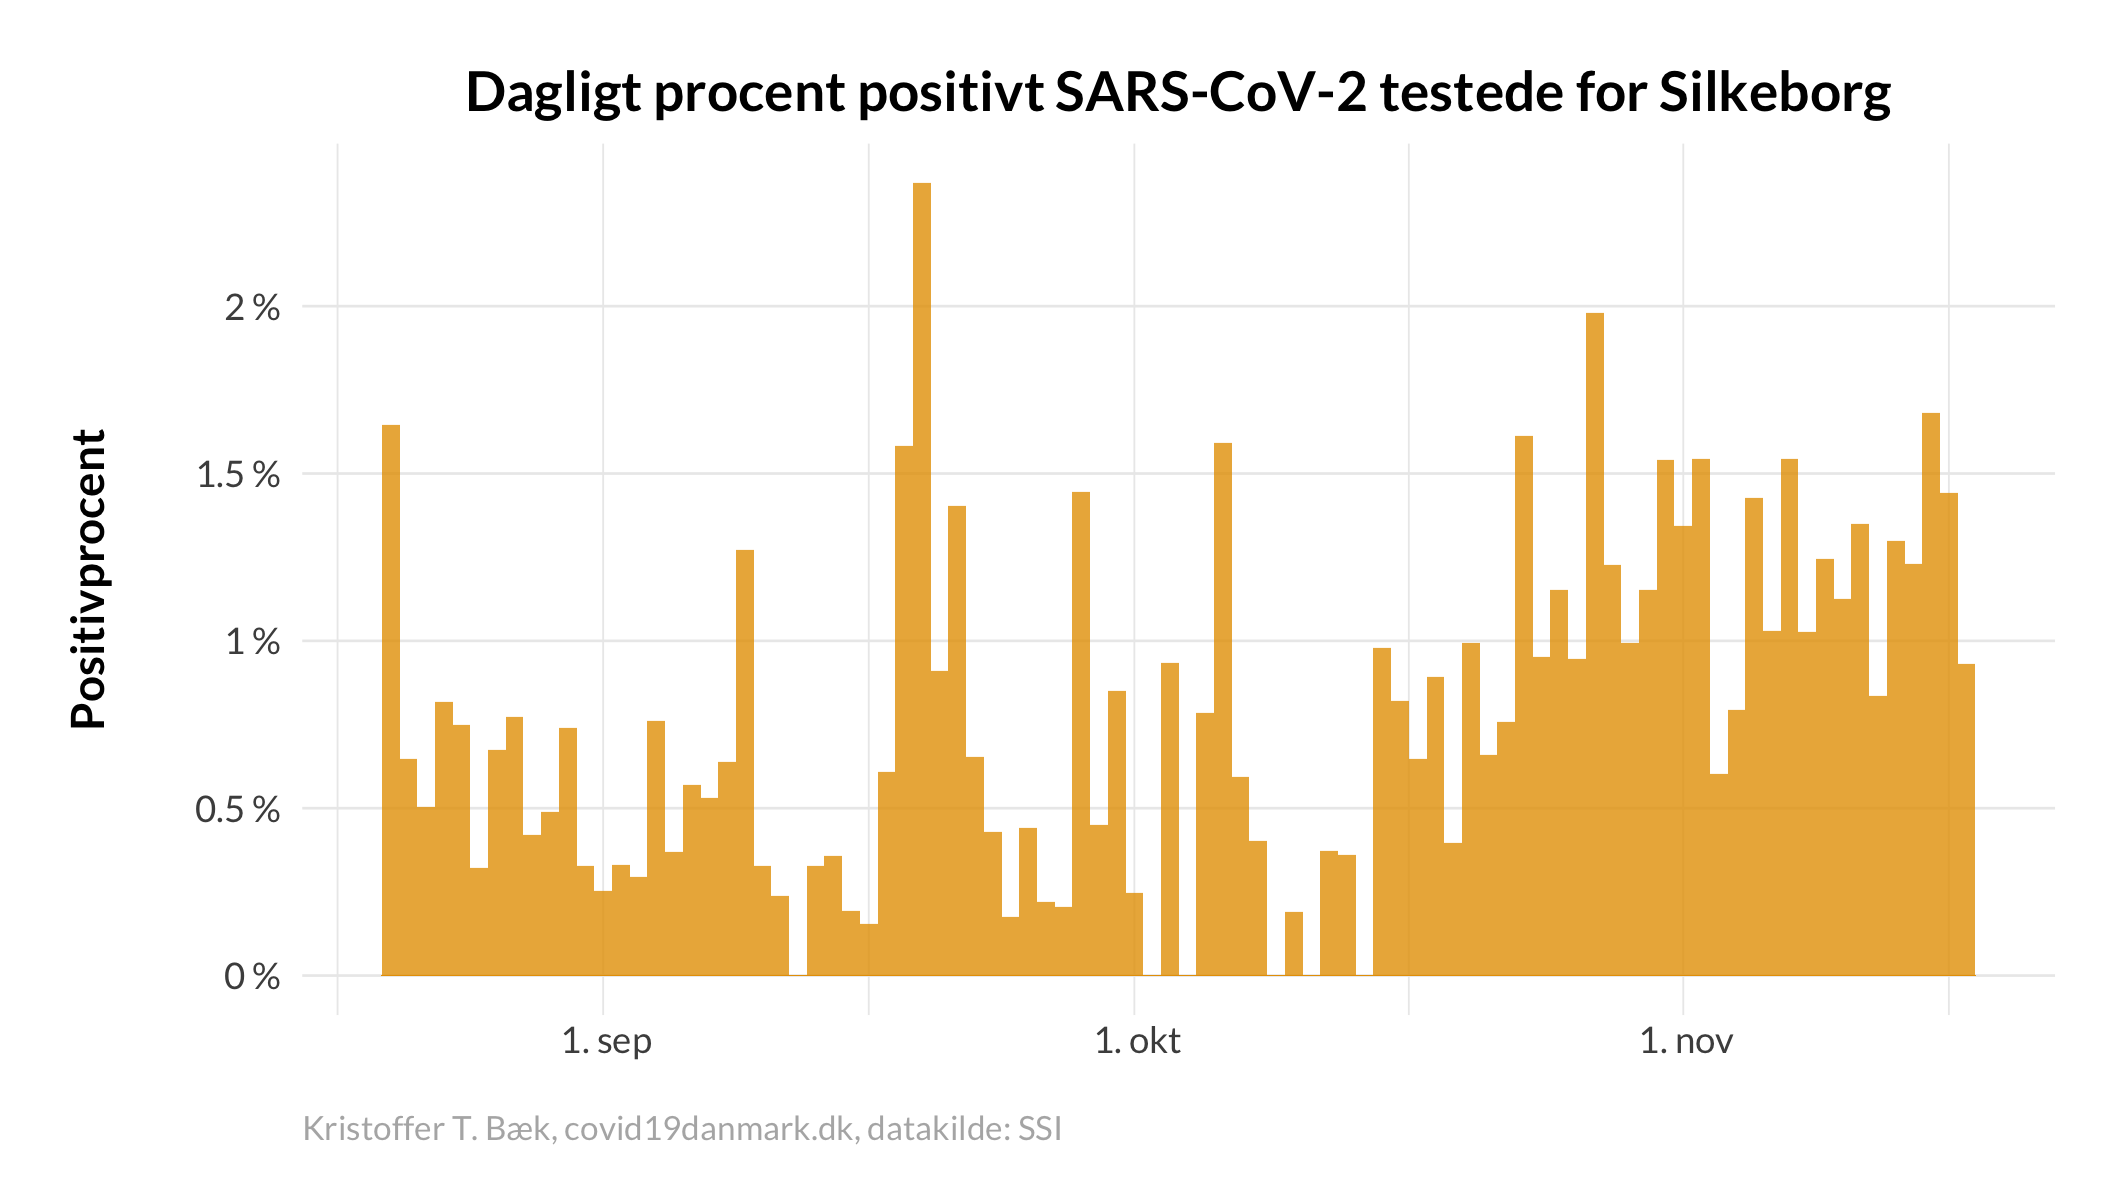 Dagligt procent positivt SARS-CoV-2 testede for Silkeborg
Positivprocent
2 %
1.5 %
1 %
0.5 %
0 %
1. sep
1. okt
1. nov
Kristoffer T. Bæk, covid19danmark.dk, datakilde: SSI